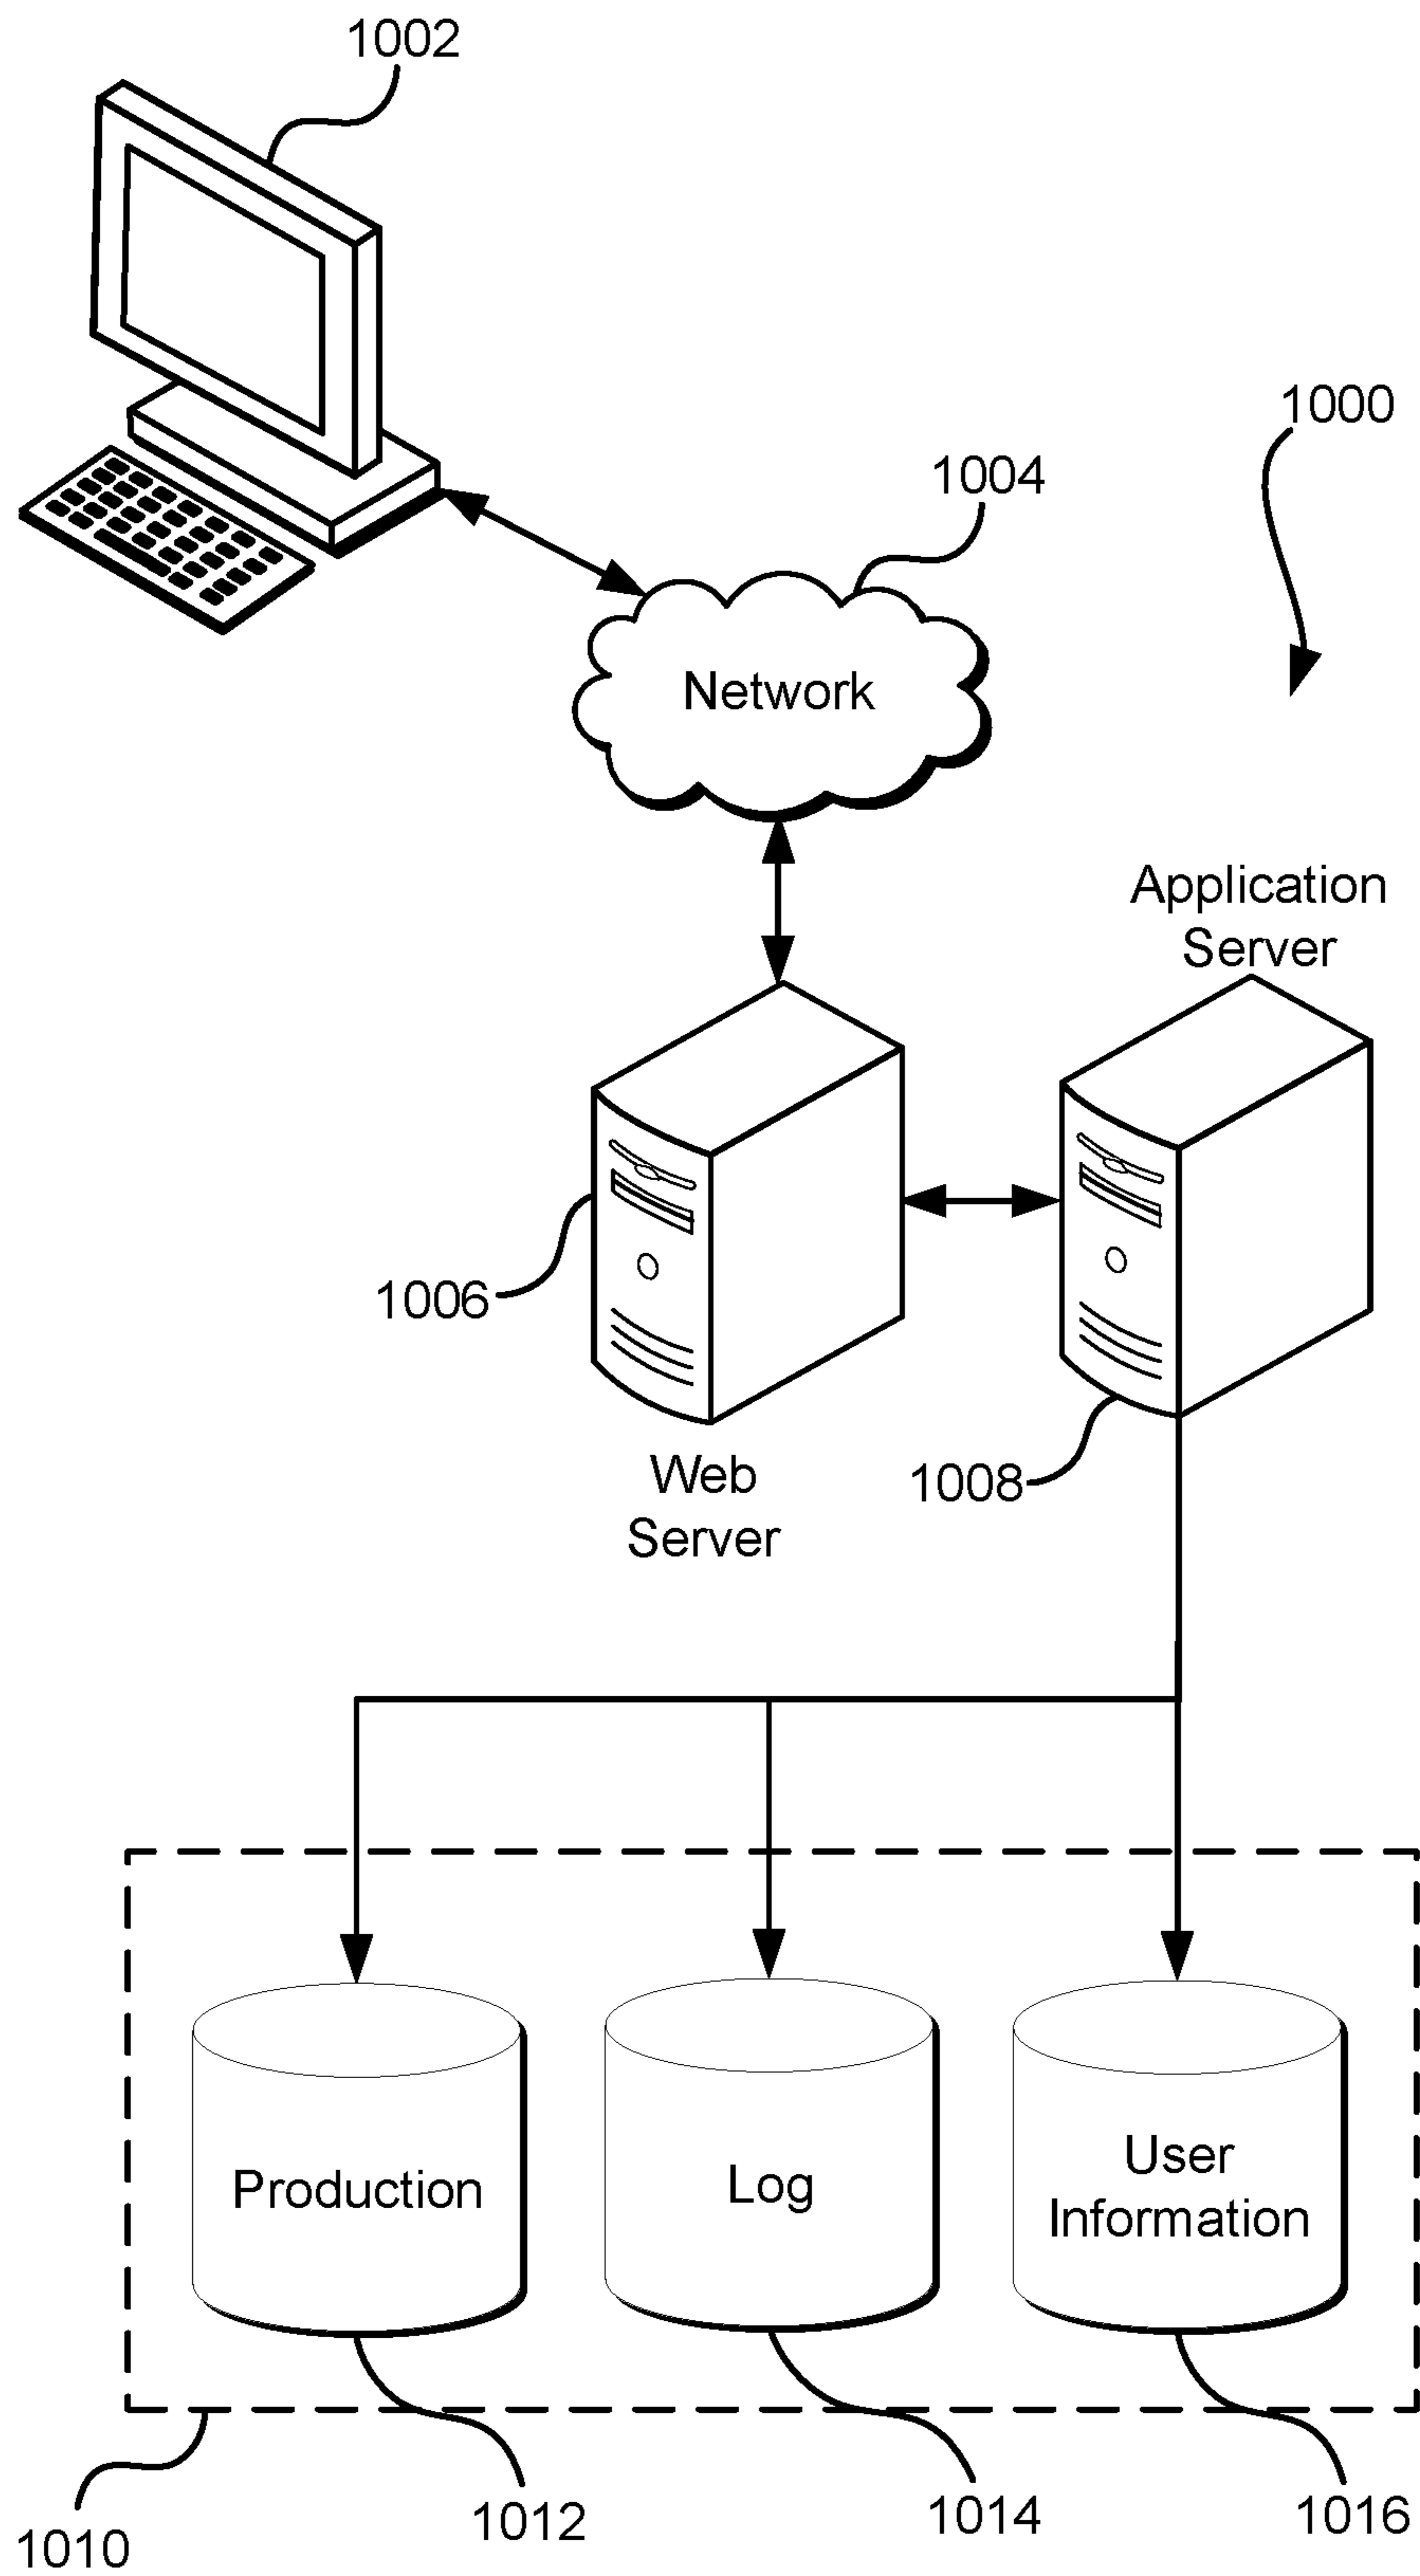 1002
1000
1004
Network
Application
Server
1006
Web
Server
1008
Production
Log
User
Information
1010
1012
1014
1016